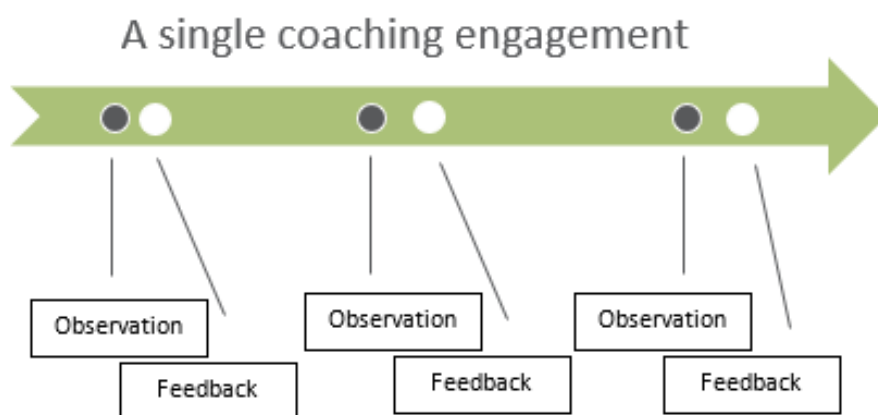 A single coaching engagement
Observation
Feedback
Observation
Feedback
Observation
Feedback